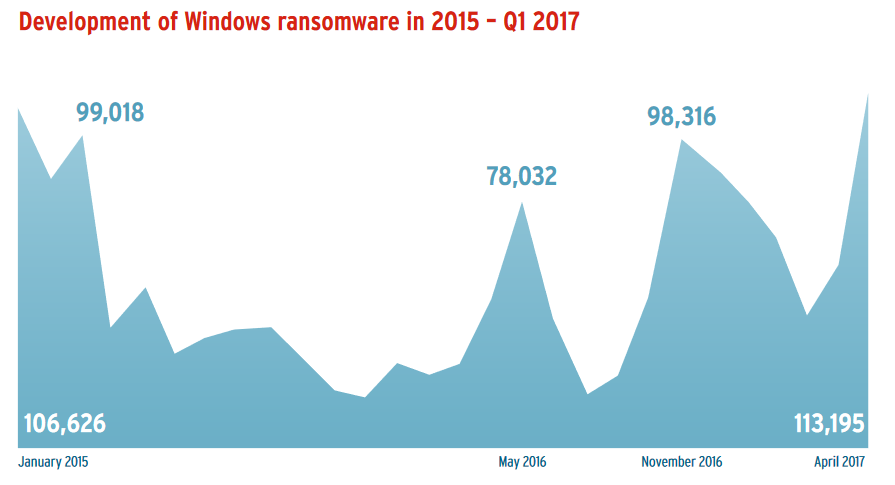 Development of Windows ransomware in 2015 – Q1 2017
99,018
98,316
78,032
106,626
113,195
January 2015
May 2016
November 2016
April 2017